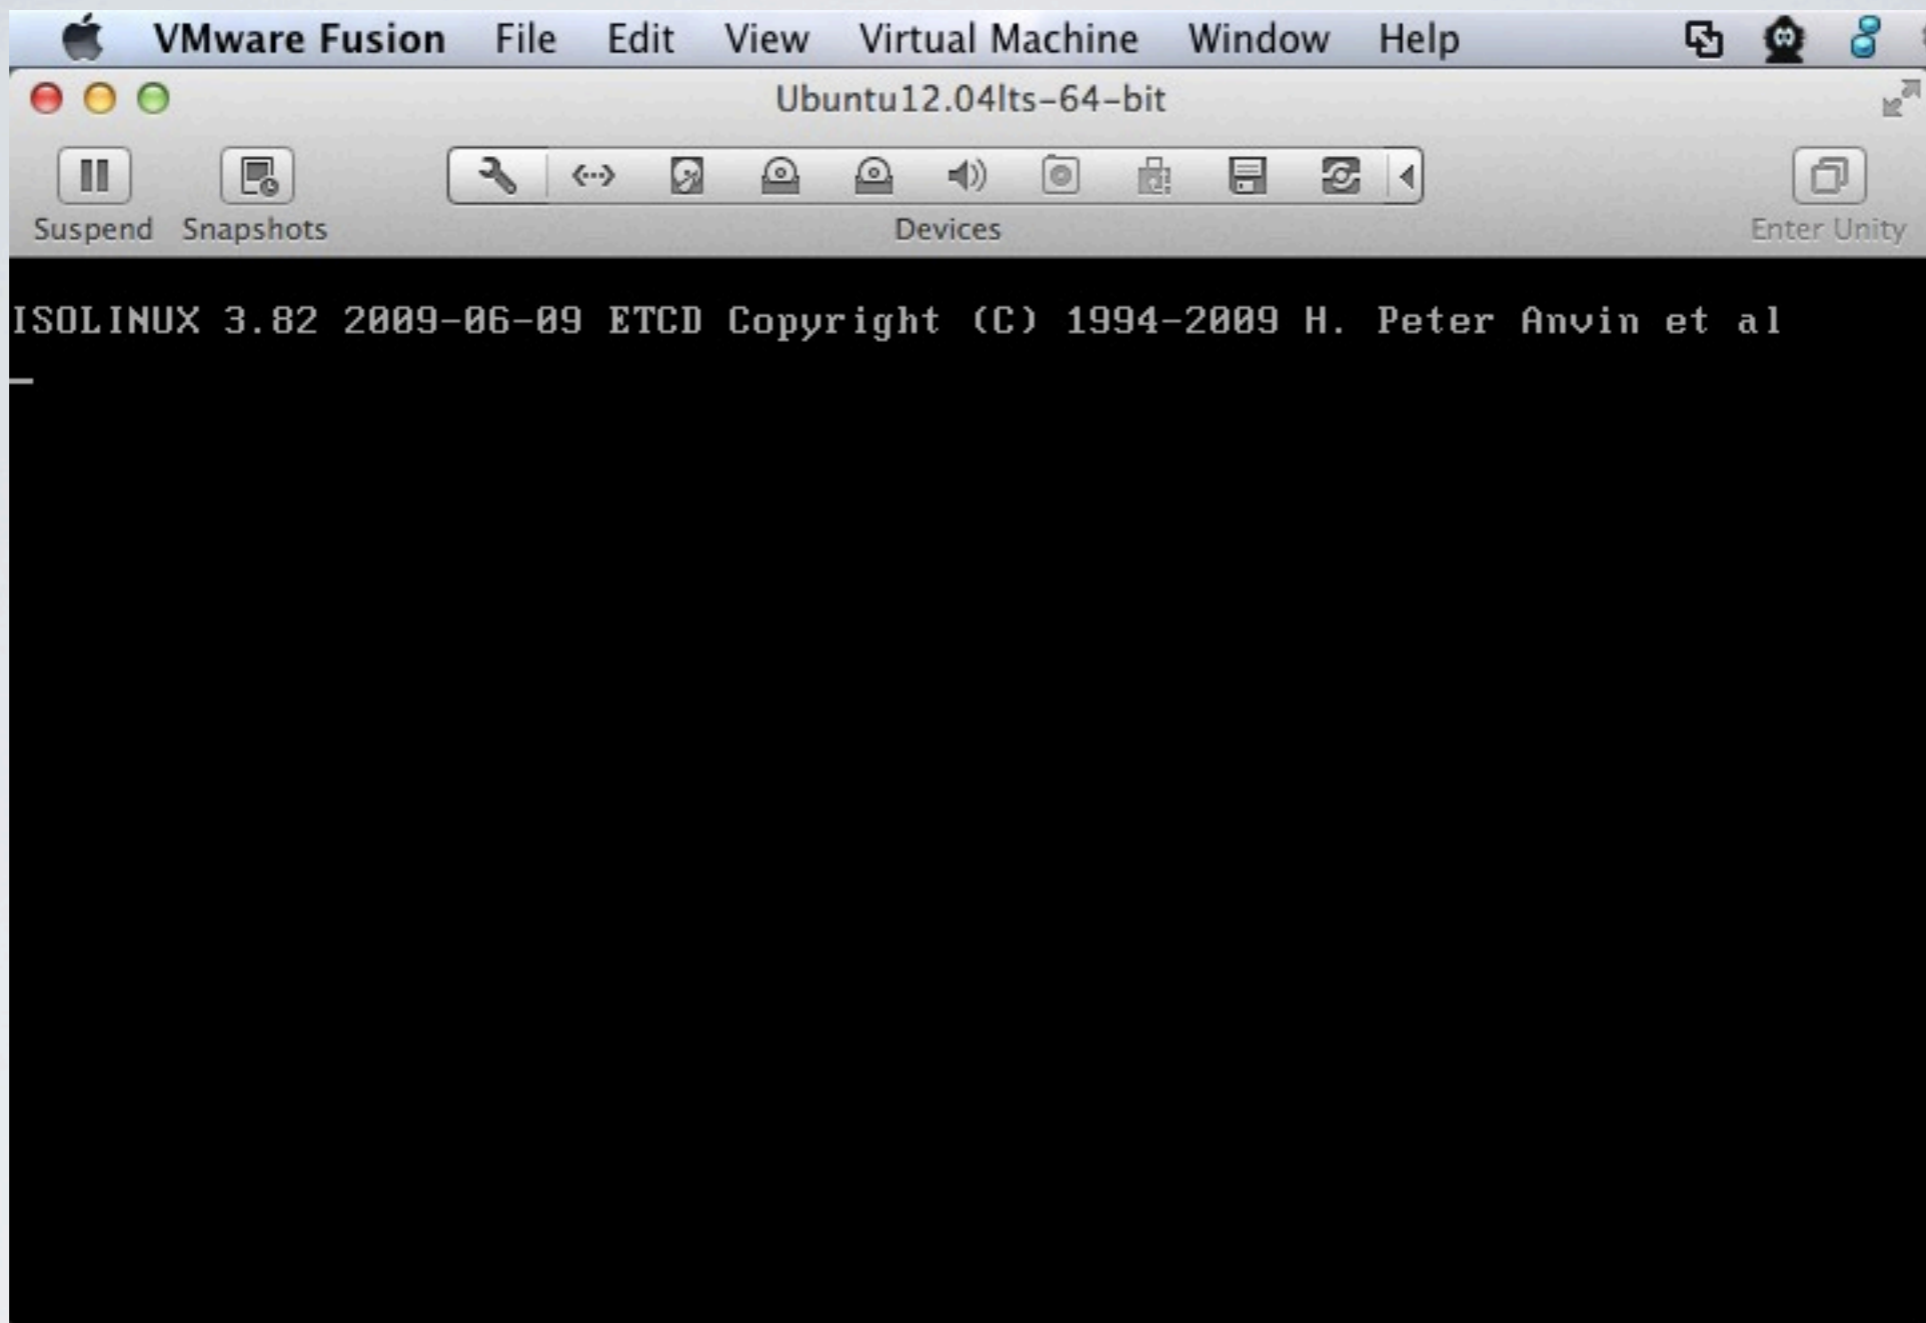 VMware Fusion File Edit View Virtual Machine Window Help
Ubuntu12.04lts-64-bit
Suspend Snapshots Devices Enter Unity
ISOLINUX 3.82 2009-06-09 ETCD Copyright (C) 1994-2009 H. Peter Anvin et al